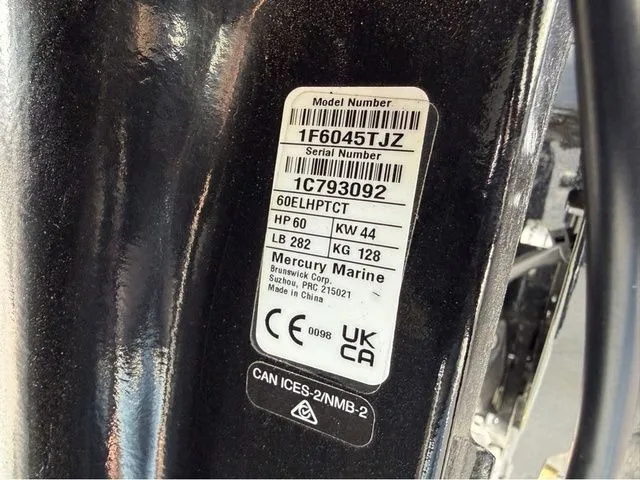 Model Number
1F6045TJZ
Serial Number
1C793092
60ELHPTCT
HP 60 KW 44
LB 282 KG 128
Mercury Marine
Brunswick Corp.
Suzhou, PRC 215021
Made in China
CE 0098 UK
CA
CAN ICES-2/NMB-2